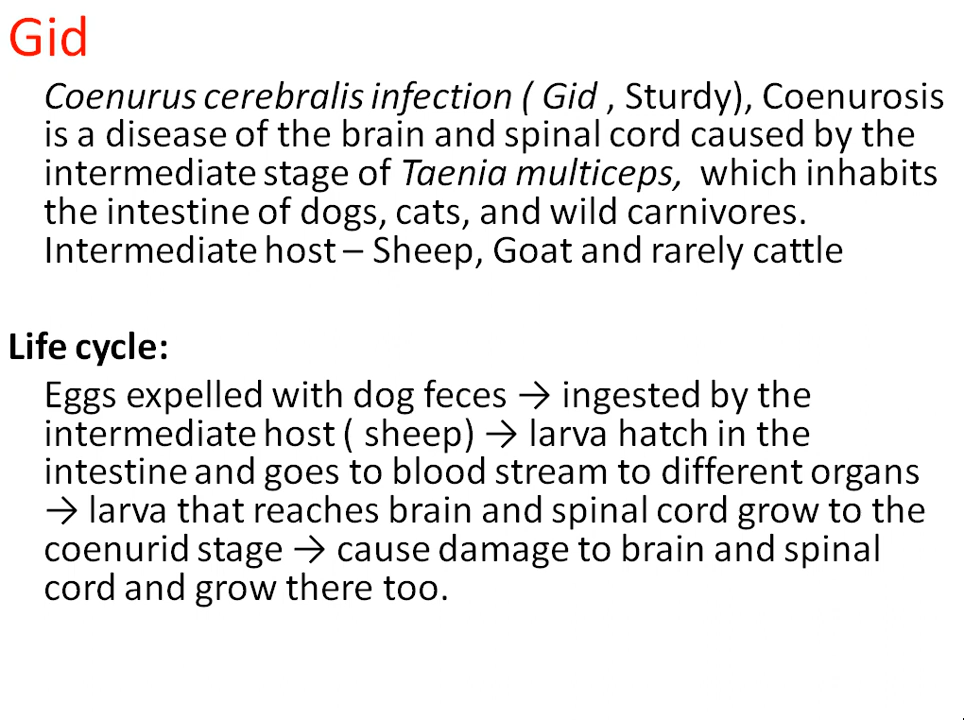 Gid
Coenurus cerebralis infection ( Gid , Sturdy), Coenurosis
is a disease of the brain and spinal cord caused by the
intermediate stage of Taenia multiceps, which inhabits
the intestine of dogs, cats, and wild carnivores.
Intermediate host – Sheep, Goat and rarely cattle
Life cycle:
Eggs expelled with dog feces → ingested by the
intermediate host ( sheep) → larva hatch in the
intestine and goes to blood stream to different organs
→ larva that reaches brain and spinal cord grow to the
coenurid stage → cause damage to brain and spinal
cord and grow there too.